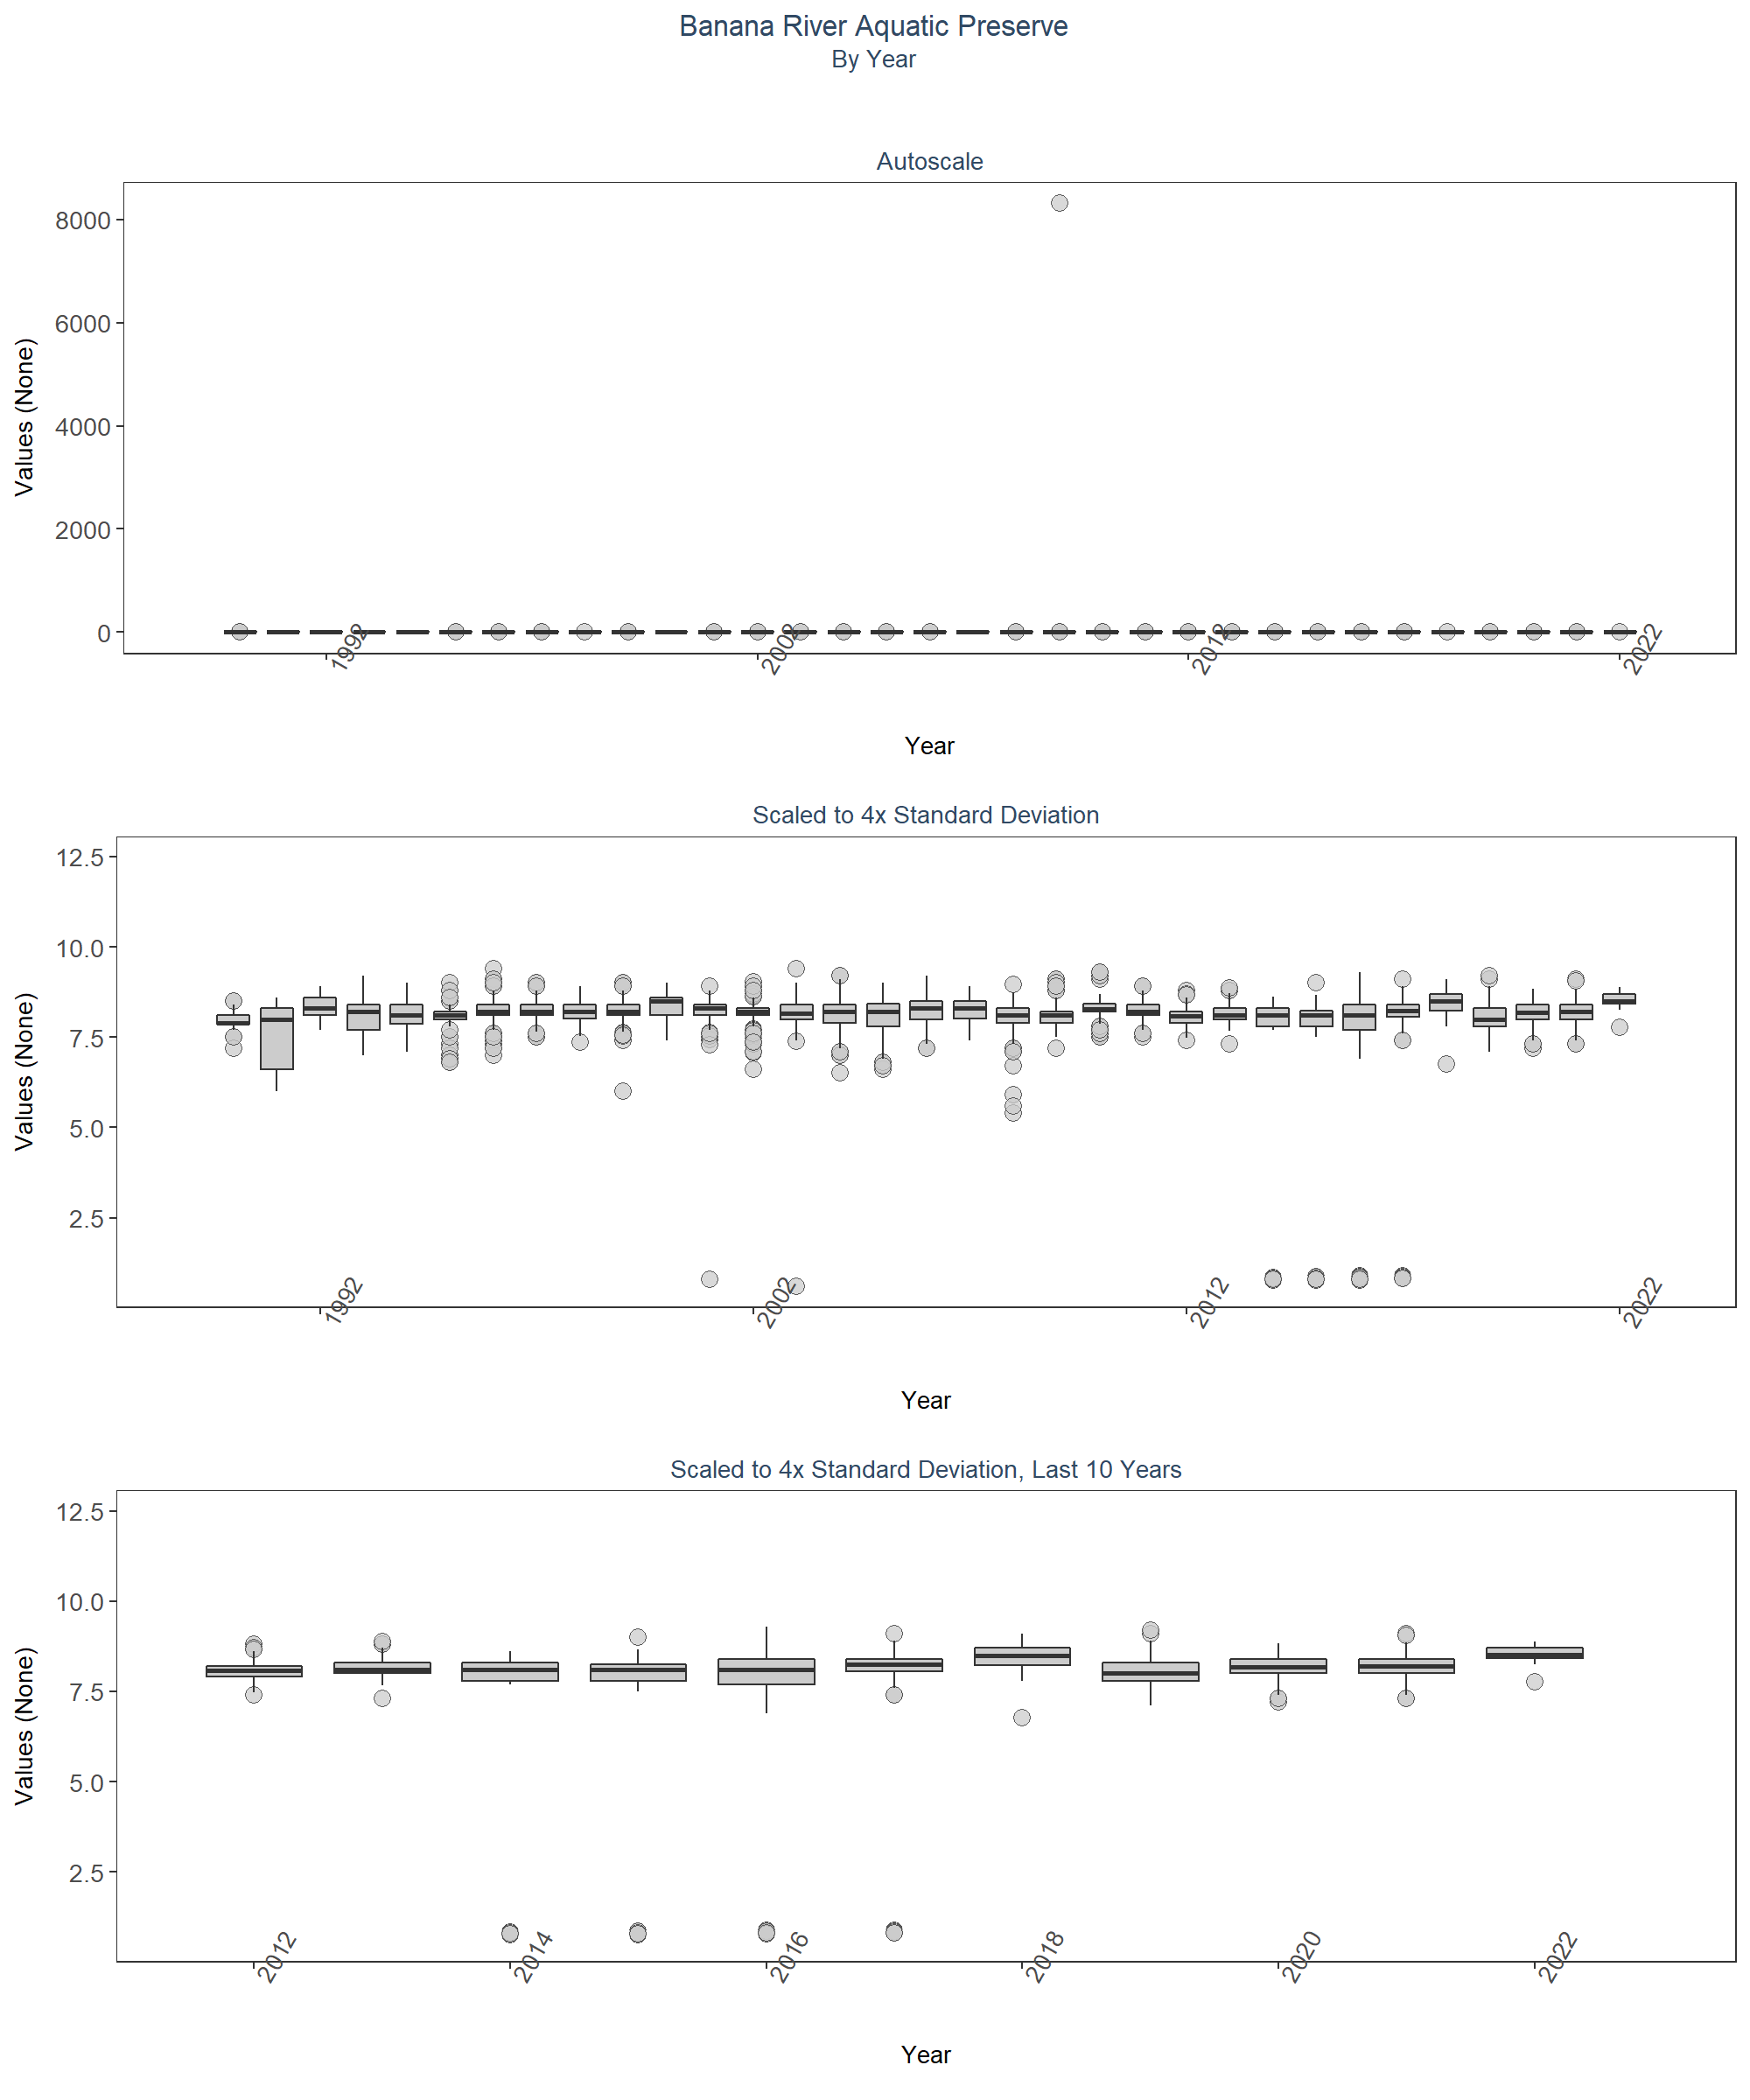 Banana River Aquatic Preserve
By Year
Autoscale
Values (None)
8000
6000
4000
2000
0
1992
2002
2012
2022
Year
Scaled to 4x Standard Deviation
Values (None)
12.5
10.0
7.5
5.0
2.5
1992
2002
2012
2022
Year
Scaled to 4x Standard Deviation, Last 10 Years
Values (None)
12.5
10.0
7.5
5.0
2.5
2012
2014
2016
2018
2020
2022
Year